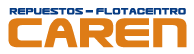 REPUESTOS - FLOTACENTRO
CAREN